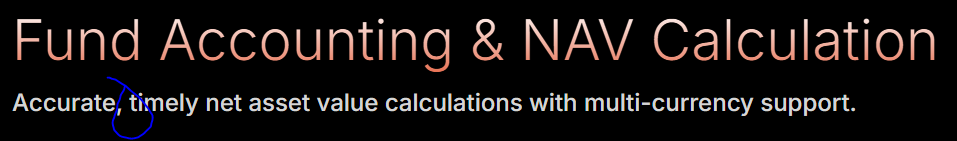 Fund Accounting & NAV Calculation
Accurate, timely net asset value calculations with multi-currency support.